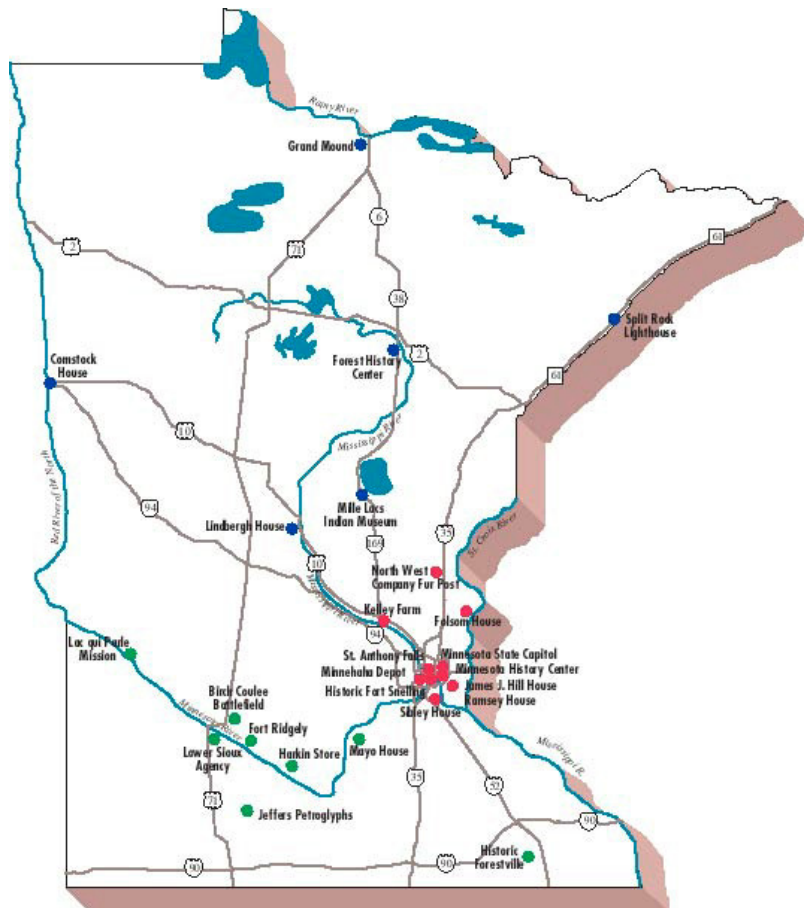 Rainy River
Grand Mound
6
71
2
61
38
Split Rock
Lighthouse
Forest History
Center
2
Comstock
House
61
10
Mississippi River
Red River of the North
94
Mille Lacs
Indian Museum
Lindbergh House
35
St. Croix River
169
10
North West
Company Fur Post
Mississippi River
Kelley Farm
Folsom House
94
Lac qui Parle
Mission
St. Anthony Falls
Minnesota State Capitol
Minnehaha Depot
Minnesota History Center
Historic Fort Snelling
James J. Hill House
Ramsey House
Sibley House
Minnesota River
Birch Coulee
Battlefield
Fort Ridgely
Lower Sioux
Agency
Harkin Store
Mayo House
Mississippi R.
35
52
71
Jeffers Petroglyphs
90
Historic
Forestville
90
90